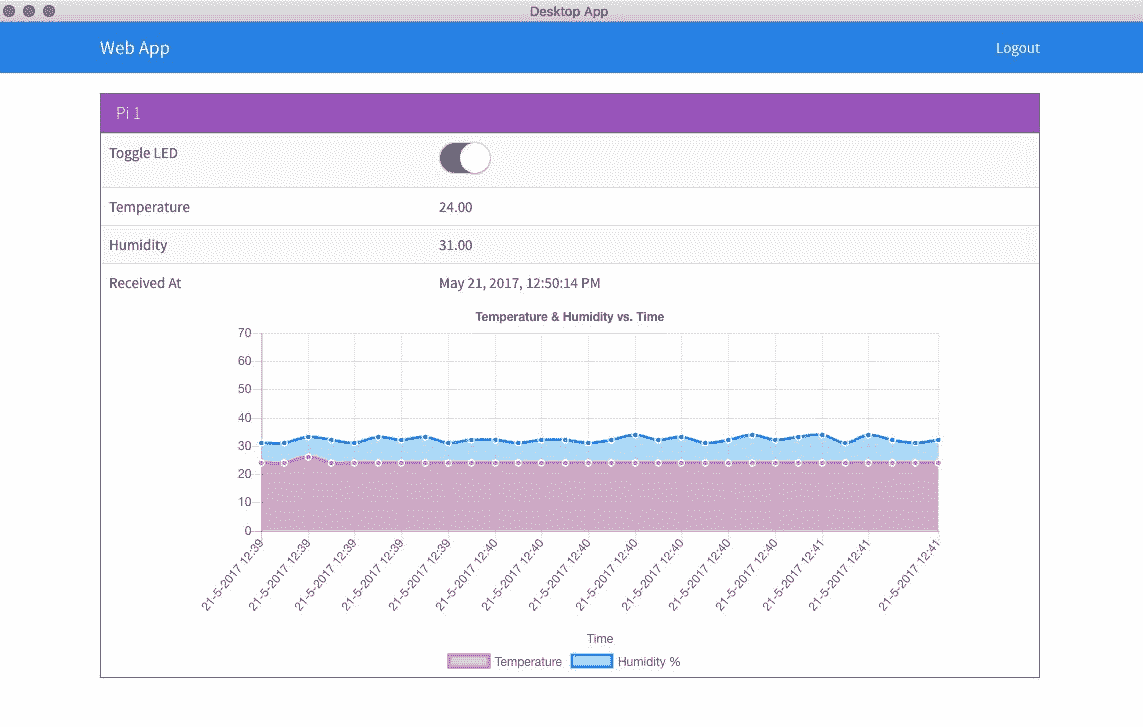 Desktop App
Web App Logout
Pi 1
Toggle LED
Temperature 24.00
Humidity 31.00
Received At May 21, 2017, 12:50:14 PM
Temperature & Humidity vs. Time
70
60
50
40
30
20
10
0
21-5-2017 12:39 21-5-2017 12:39 21-5-2017 12:39 21-5-2017 12:39 21-5-2017 12:39 21-5-2017 12:40 21-5-2017 12:40 21-5-2017 12:40 21-5-2017 12:40 21-5-2017 12:40 21-5-2017 12:40 21-5-2017 12:40 21-5-2017 12:41 21-5-2017 12:41 21-5-2017 12:41
Time
Temperature Humidity %